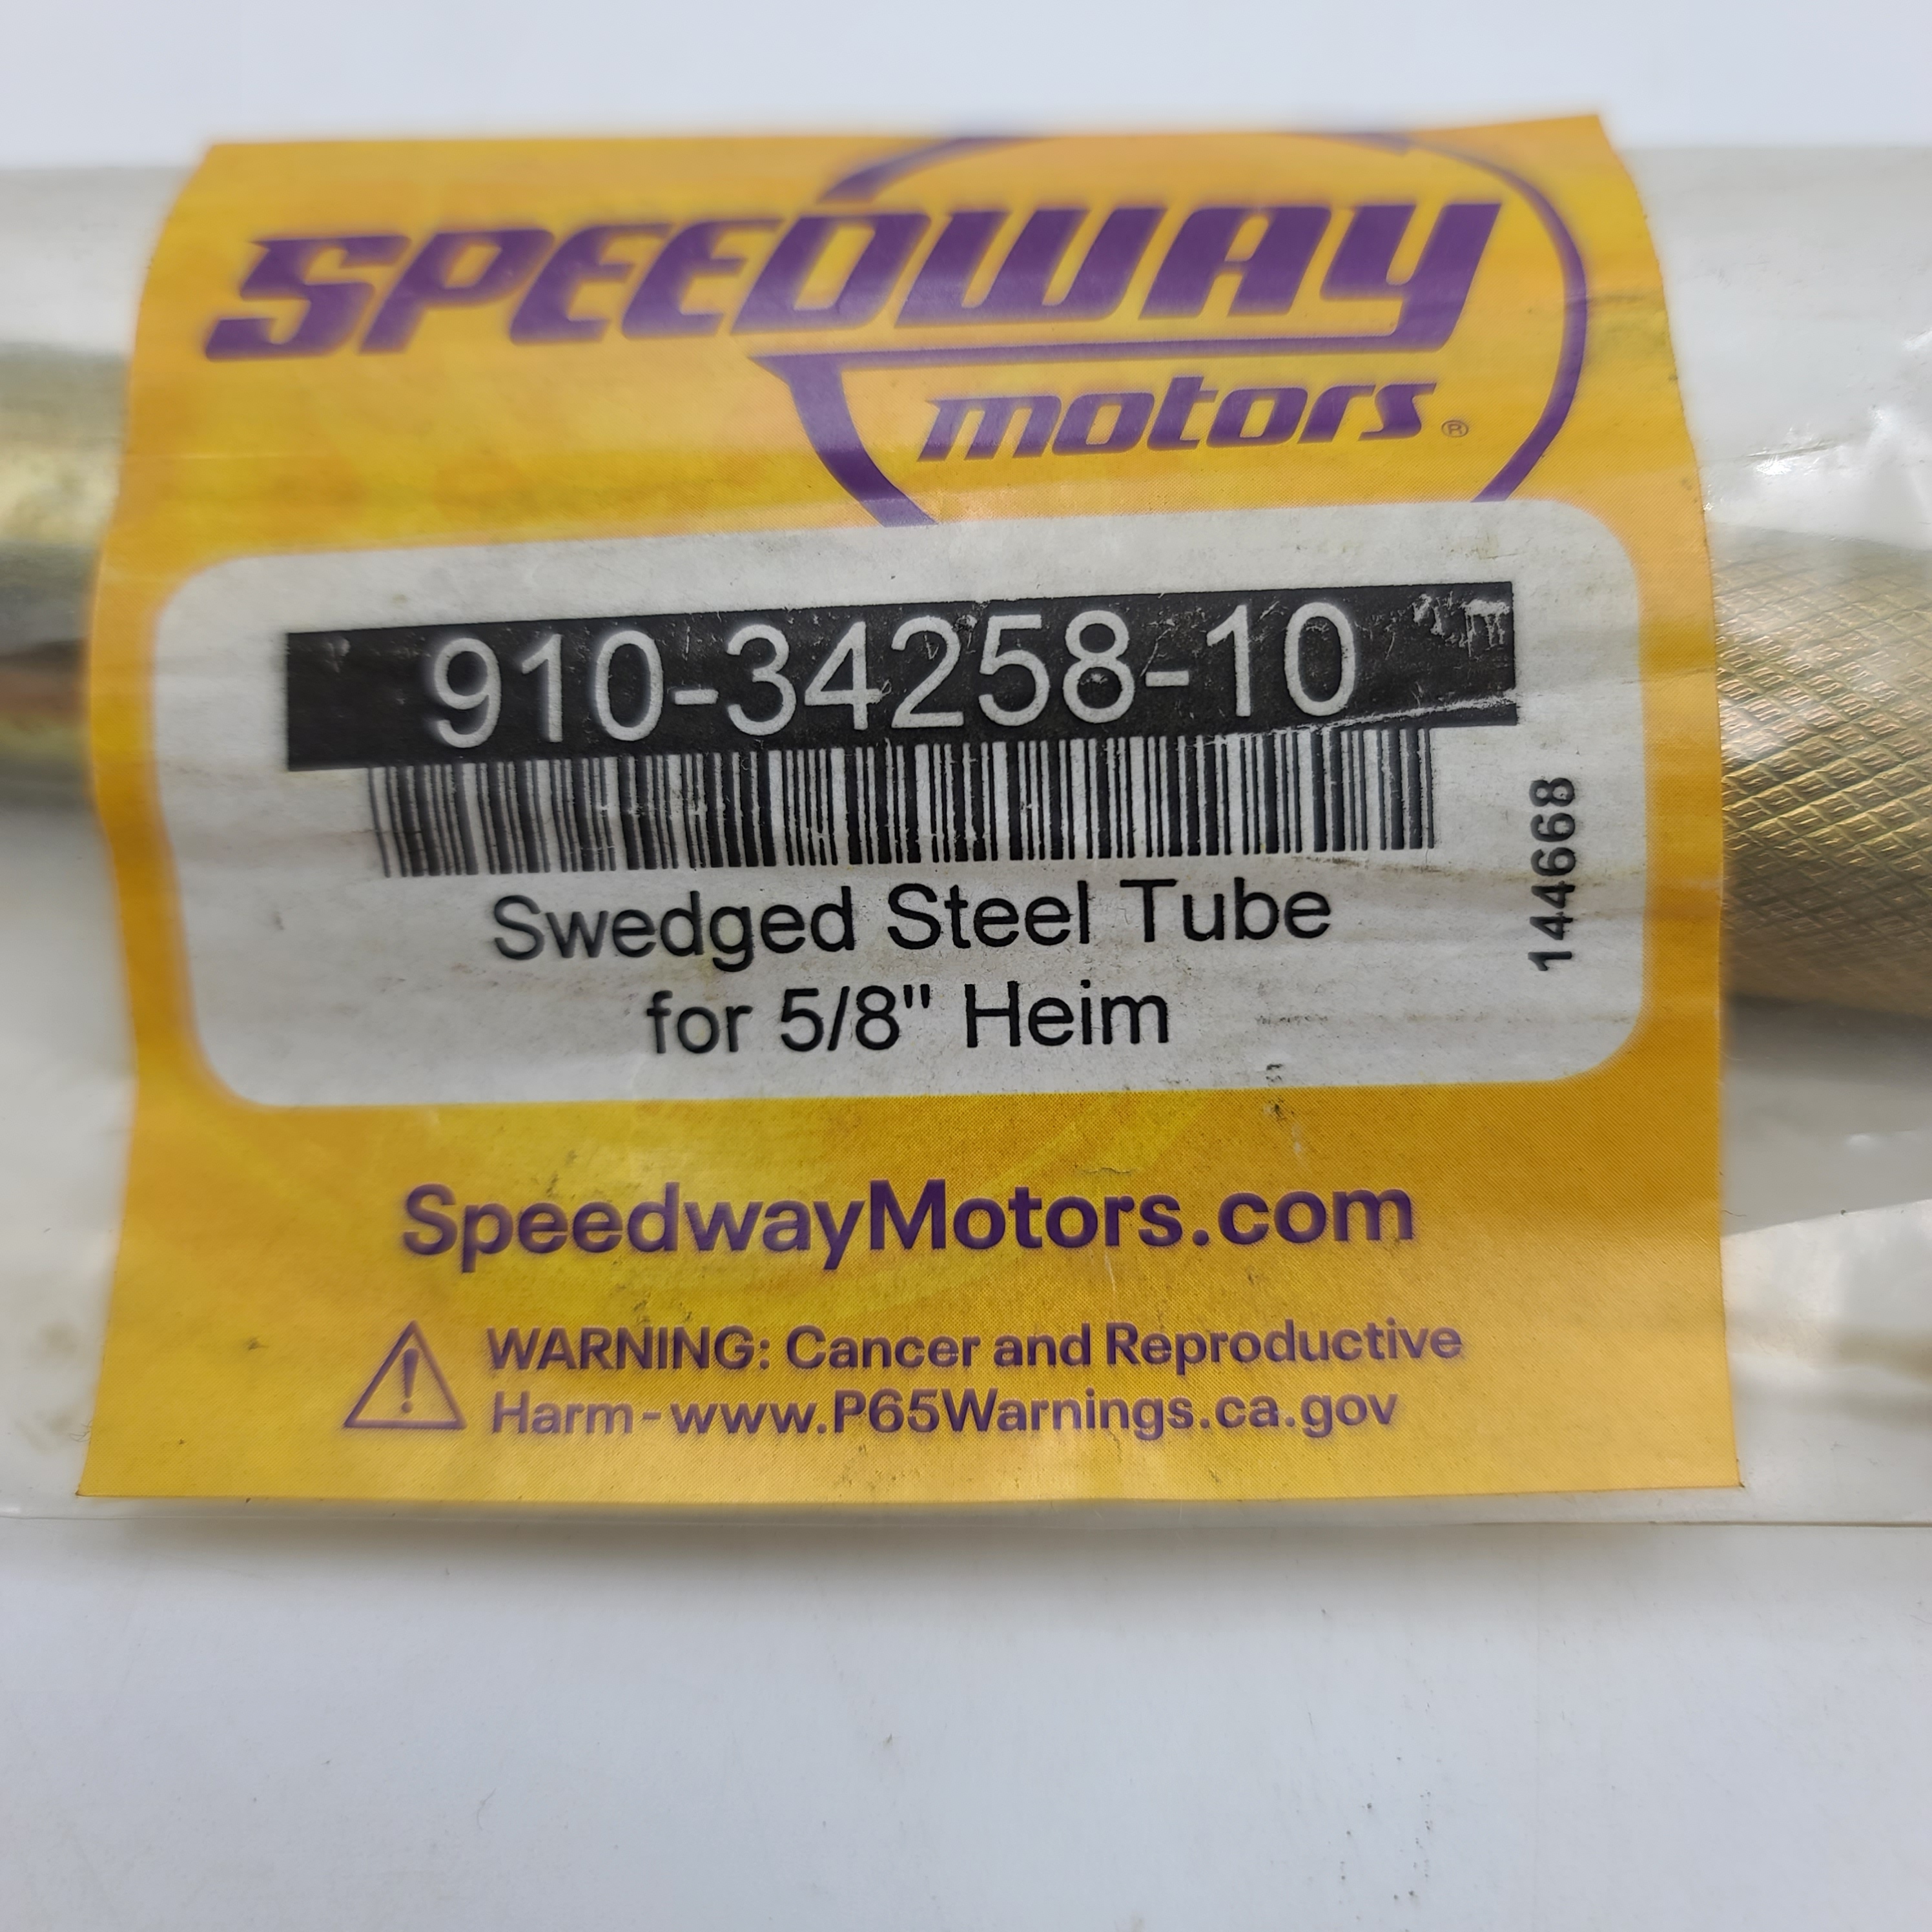 SPEEDWAY
motors®
910-34258-10
Swedged Steel Tube
for 5/8" Heim
144668
SpeedwayMotors.com
WARNING: Cancer and Reproductive
Harm-www.P65Warnings.ca.gov